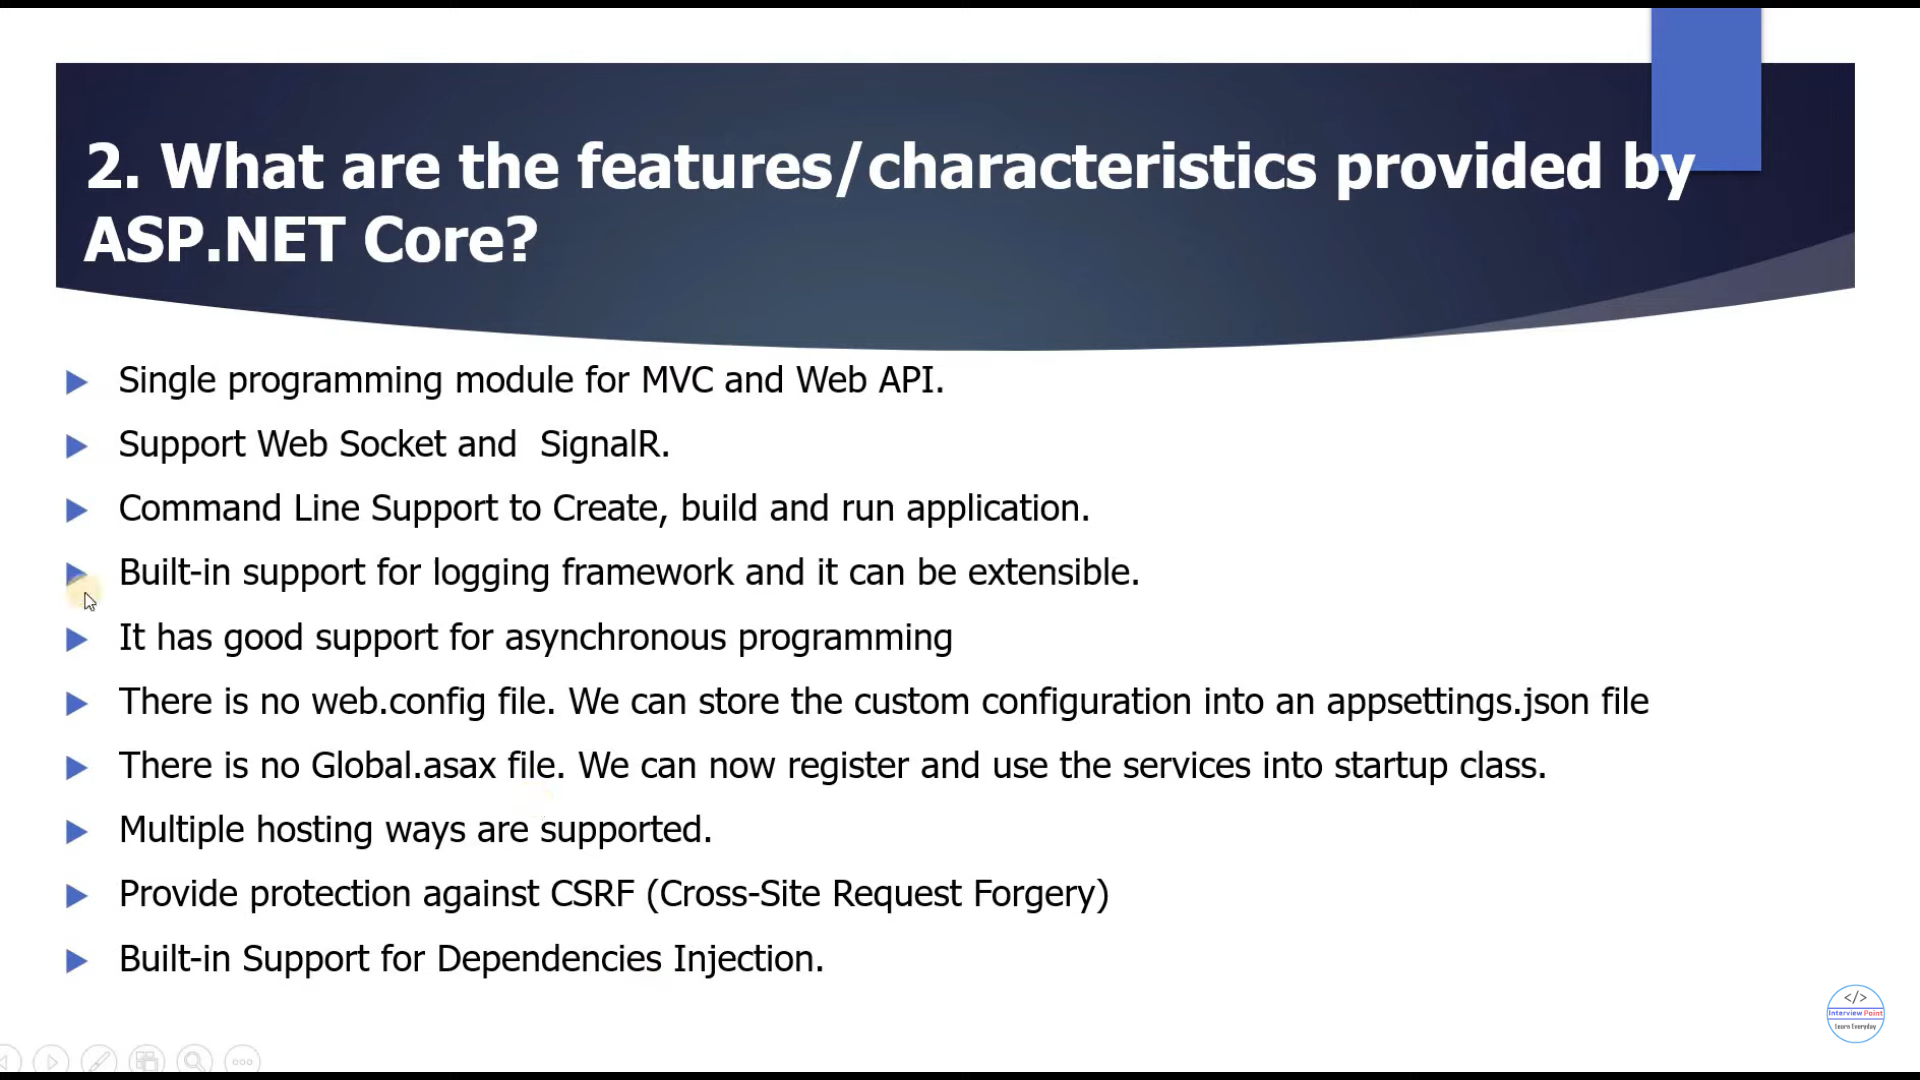 2. What are the features/characteristics provided by
ASP.NET Core?
Single programming module for MVC and Web API.
Support Web Socket and  SignalR.
Command Line Support to Create, build and run application.
Built-in support for logging framework and it can be extensible.
It has good support for asynchronous programming
There is no web.config file. We can store the custom configuration into an appsettings.json file
There is no Global.asax file. We can now register and use the services into startup class.
Multiple hosting ways are supported.
Provide protection against CSRF (Cross-Site Request Forgery)
Built-in Support for Dependencies Injection.
</>
Interview Point
Learn Everyday